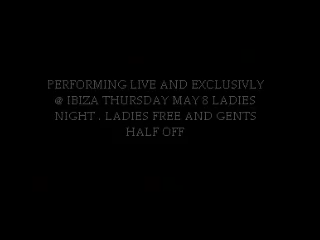 PERFORMING LIVE AND EXCLUSIVLY
@ IBIZA THURSDAY MAY 8 LADIES
NIGHT . LADIES FREE AND GENTS
HALF OFF